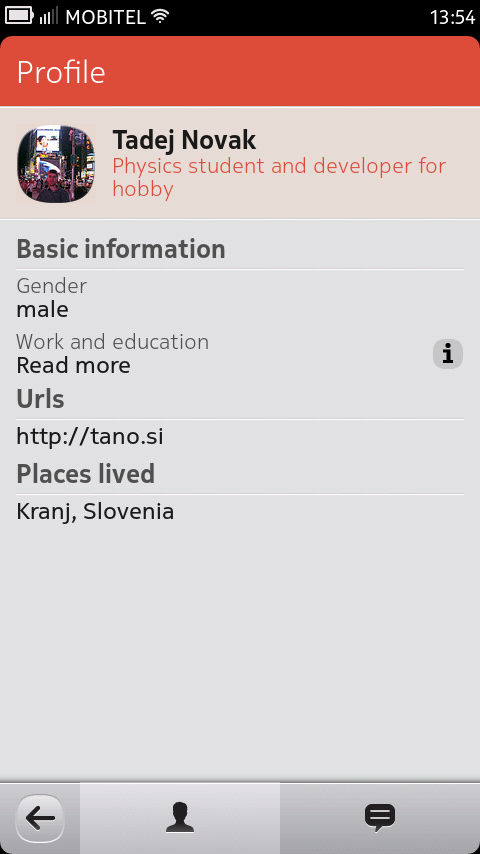 MOBITEL 13:54
Profile
Tadej Novak
Physics student and developer for
hobby
Basic information
Gender
male
Work and education
Read more
Urls
http://tano.si
Places lived
Kranj, Slovenia